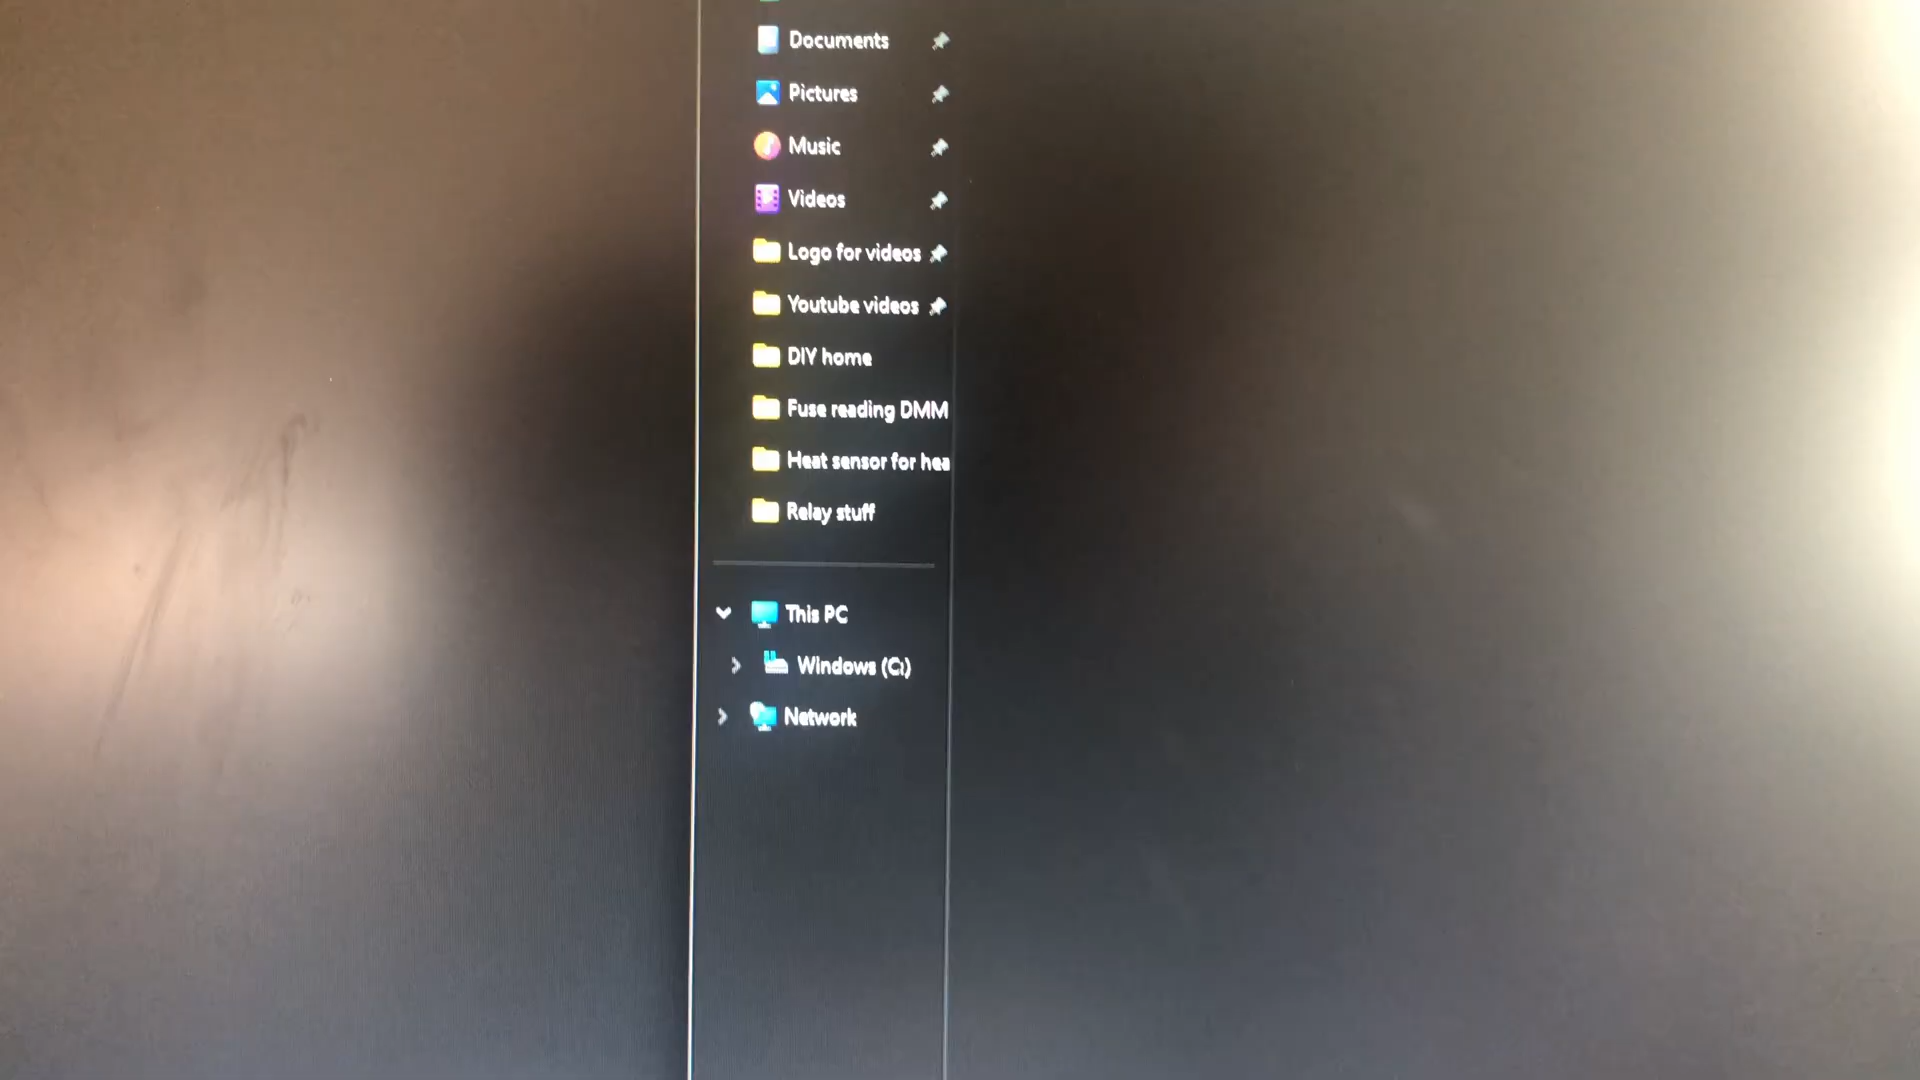 Documents
Pictures
Music
Videos
Logo for videos
Youtube videos
DIY home
Fuse reading DMM
Heat sensor for hea
Relay stuff
This PC
Windows (C:)
Network